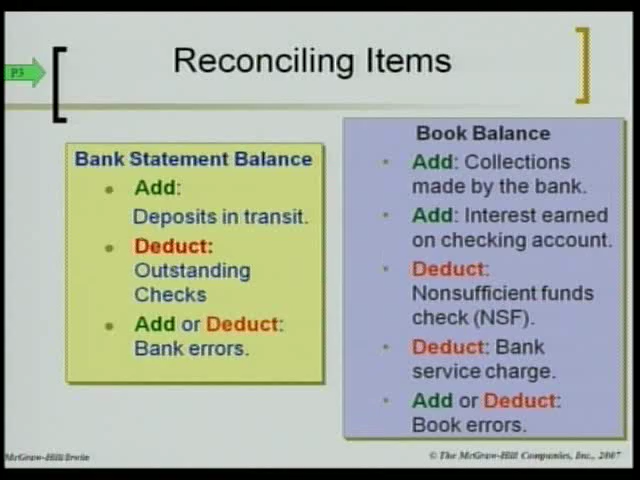 P3
Reconciling Items
Bank Statement Balance
Add:
Deposits in transit.
Deduct:
Outstanding
Checks
Add or Deduct:
Bank errors.
Book Balance
Add: Collections
made by the bank.
Add: Interest earned
on checking account.
Deduct:
Nonsufficient funds
check (NSF).
Deduct: Bank
service charge.
Add or Deduct:
Book errors.
McGraw-Hill/Irwin
© The McGraw-Hill Companies, Inc., 2007